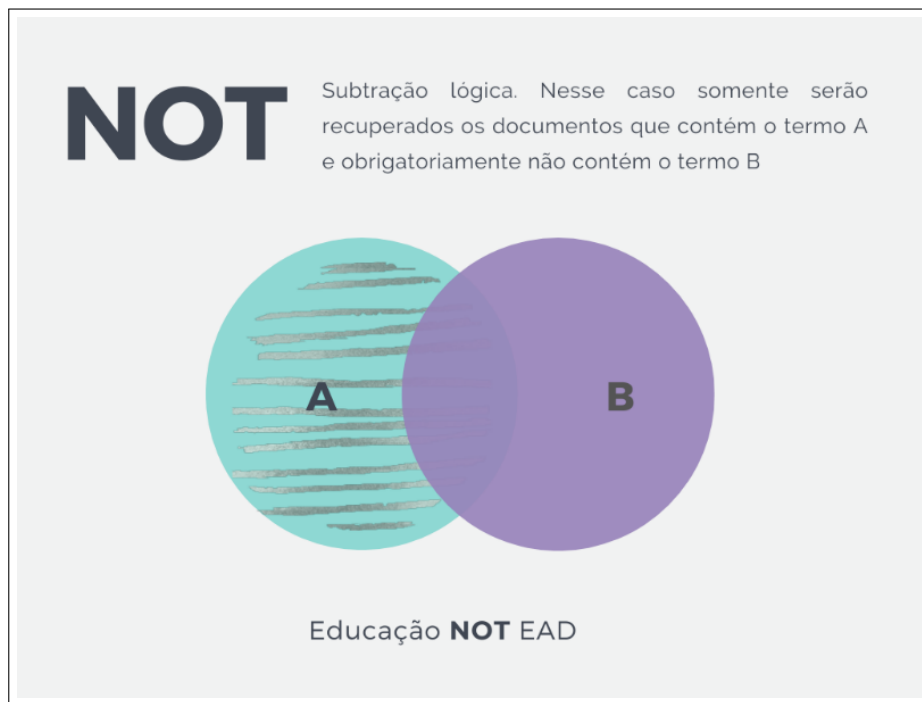 NOT
Subtração lógica. Nesse caso somente serão
recuperados os documentos que contém o termo A
e obrigatoriamente não contém o termo B
A
B
Educação NOT EAD